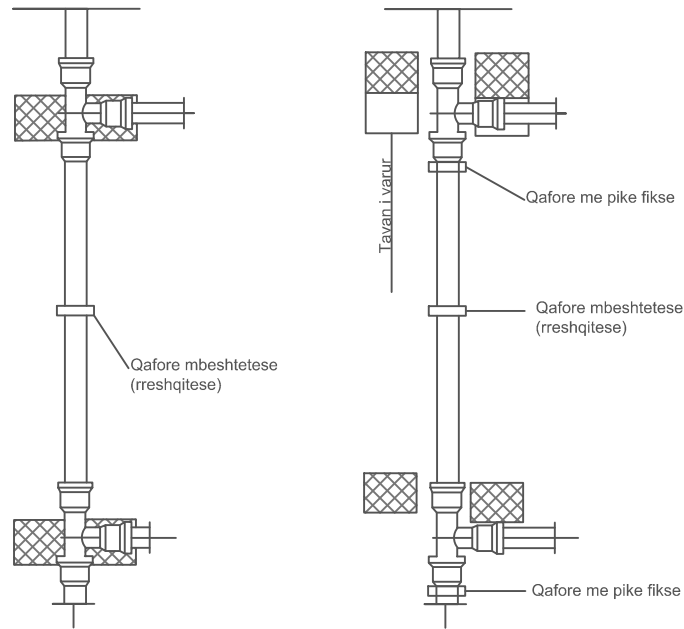 Tavan i varur
Qafore me pike fikse
Qafore mbeshtetese
(rreshqitese)
Qafore mbeshtetese
(rreshqitese)
Qafore me pike fikse